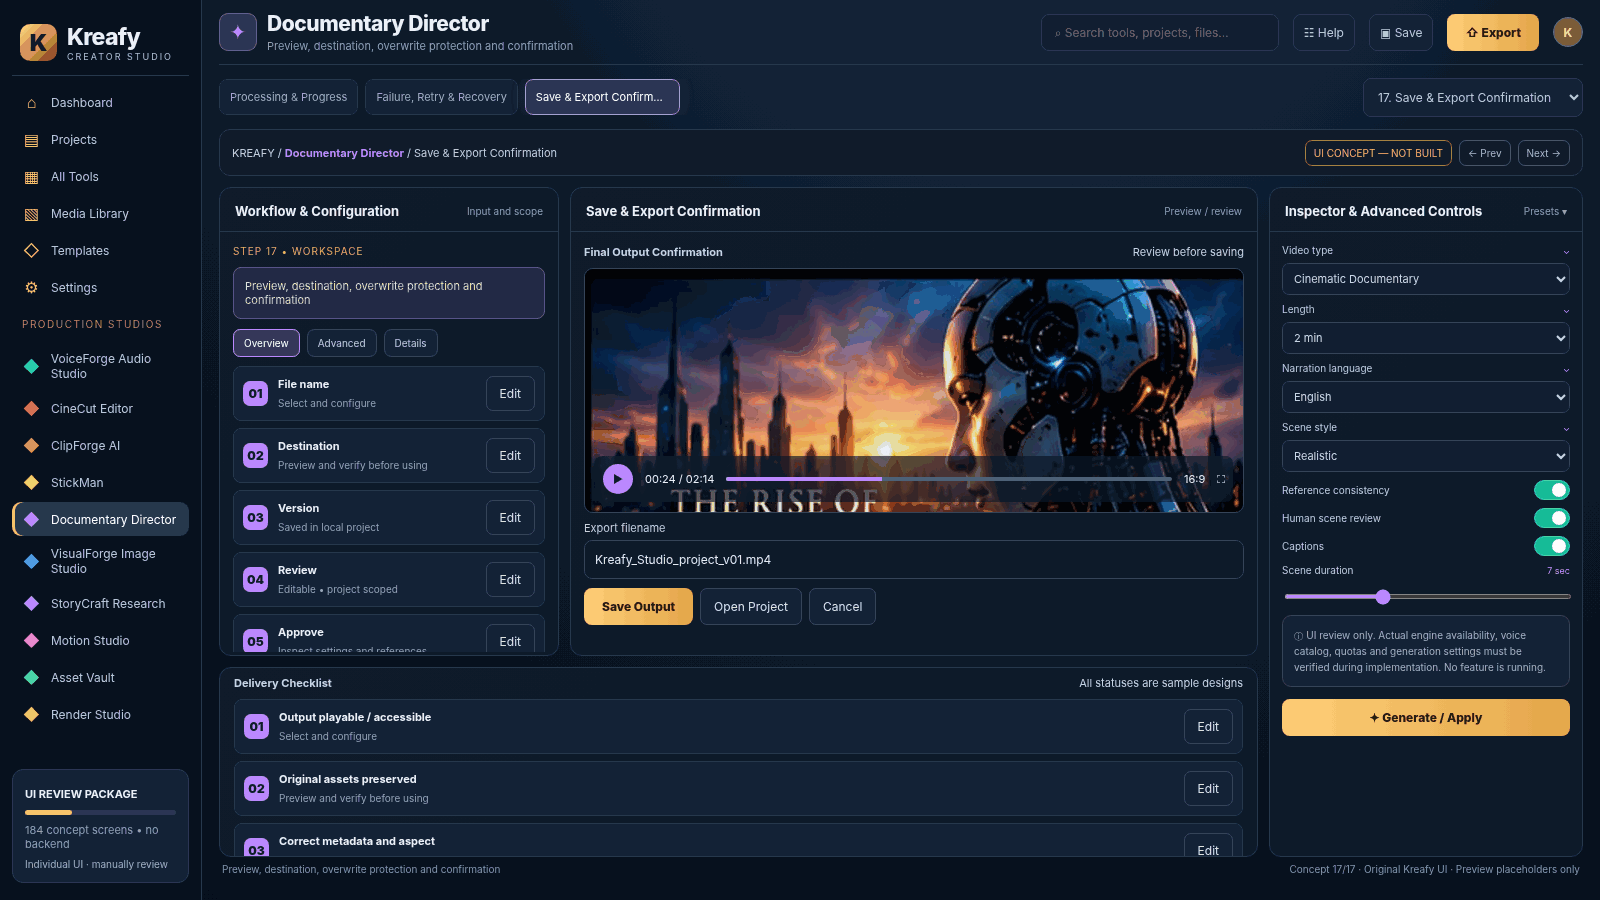 K
Kreafy
CREATOR STUDIO
Dashboard
Projects
All Tools
Media Library
Templates
Settings
PRODUCTION STUDIOS
VoiceForge Audio
Studio
CineCut Editor
ClipForge AI
StickMan
Documentary Director
VisualForge Image
Studio
StoryCraft Research
Motion Studio
Asset Vault
Render Studio
UI REVIEW PACKAGE
184 concept screens • no
backend
Individual UI · manually review
Documentary Director
Preview, destination, overwrite protection and confirmation
Search tools, projects, files...
Help
Save
Export
K
Processing & Progress
Failure, Retry & Recovery
Save & Export Confirm...
17. Save & Export Confirmation
KREAFY / Documentary Director / Save & Export Confirmation
UI CONCEPT — NOT BUILT
← Prev
Next →
Workflow & Configuration
Input and scope
STEP 17 • WORKSPACE
Preview, destination, overwrite protection and
confirmation
Overview
Advanced
Details
01
File name
Select and configure
Edit
02
Destination
Preview and verify before using
Edit
03
Version
Saved in local project
Edit
04
Review
Editable • project scoped
Edit
05
Approve
Inspect settings and references
Edit
Save & Export Confirmation
Preview / review
Final Output Confirmation
Review before saving
00:24 / 02:14
16:9
THE RISE OF
Export filename
Kreafy_Studio_project_v01.mp4
Save Output
Open Project
Cancel
Delivery Checklist
All statuses are sample designs
01
Output playable / accessible
Select and configure
Edit
02
Original assets preserved
Preview and verify before using
Edit
03
Correct metadata and aspect
Edit
Inspector & Advanced Controls
Presets ▾
Video type
Cinematic Documentary
Length
2 min
Narration language
English
Scene style
Realistic
Reference consistency
Human scene review
Captions
Scene duration
7 sec
ⓘ UI review only. Actual engine availability, voice
catalog, quotas and generation settings must be
verified during implementation. No feature is running.
✦ Generate / Apply
Preview, destination, overwrite protection and confirmation
Concept 17/17 · Original Kreafy UI · Preview placeholders only